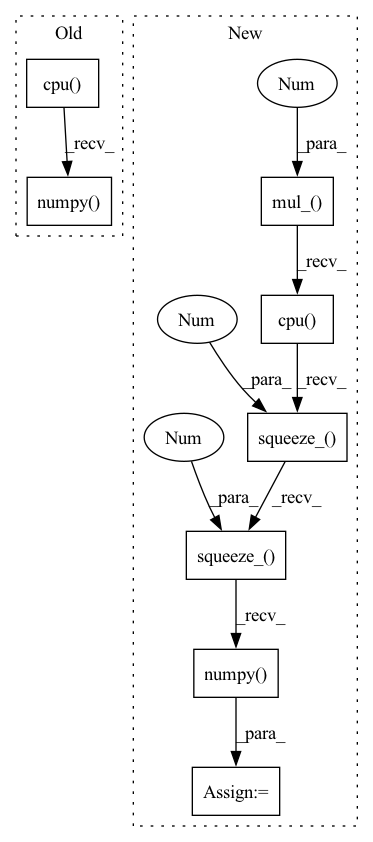 Old
New
cpu()
Num
_recv_
_para_
numpy()
mul_()
_recv_
Num
cpu()
_para_
_recv_
Num
squeeze_()
_para_
_recv_
squeeze_()
_recv_
numpy()
_para_
Assign:=